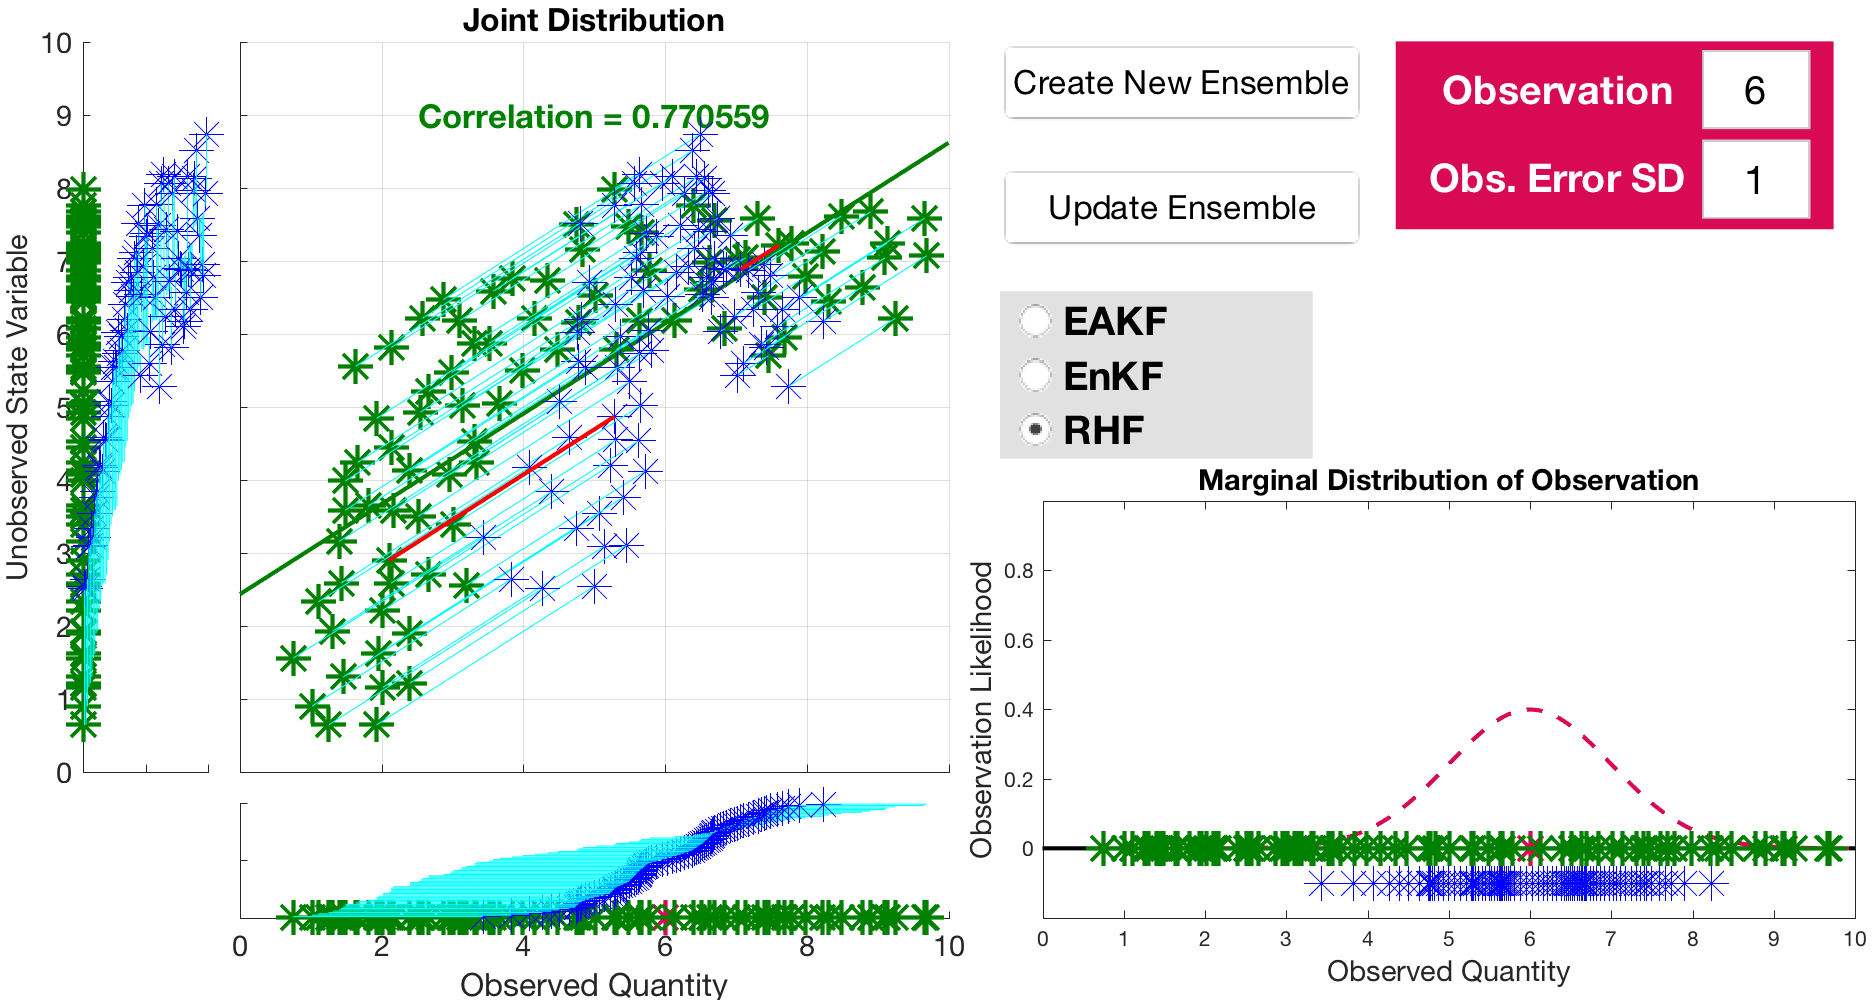 Joint Distribution
Correlation = 0.770559
10
9
8
7
6
5
4
3
2
1
0
Unobserved State Variable
0
2
4
6
8
10
Observed Quantity
Create New Ensemble
Update Ensemble
Observation 6
Obs. Error SD 1
EAKF
EnKF
RHF
Marginal Distribution of Observation
0.8
0.6
0.4
0.2
0
Observation Likelihood
0 1 2 3 4 5 6 7 8 9 10
Observed Quantity